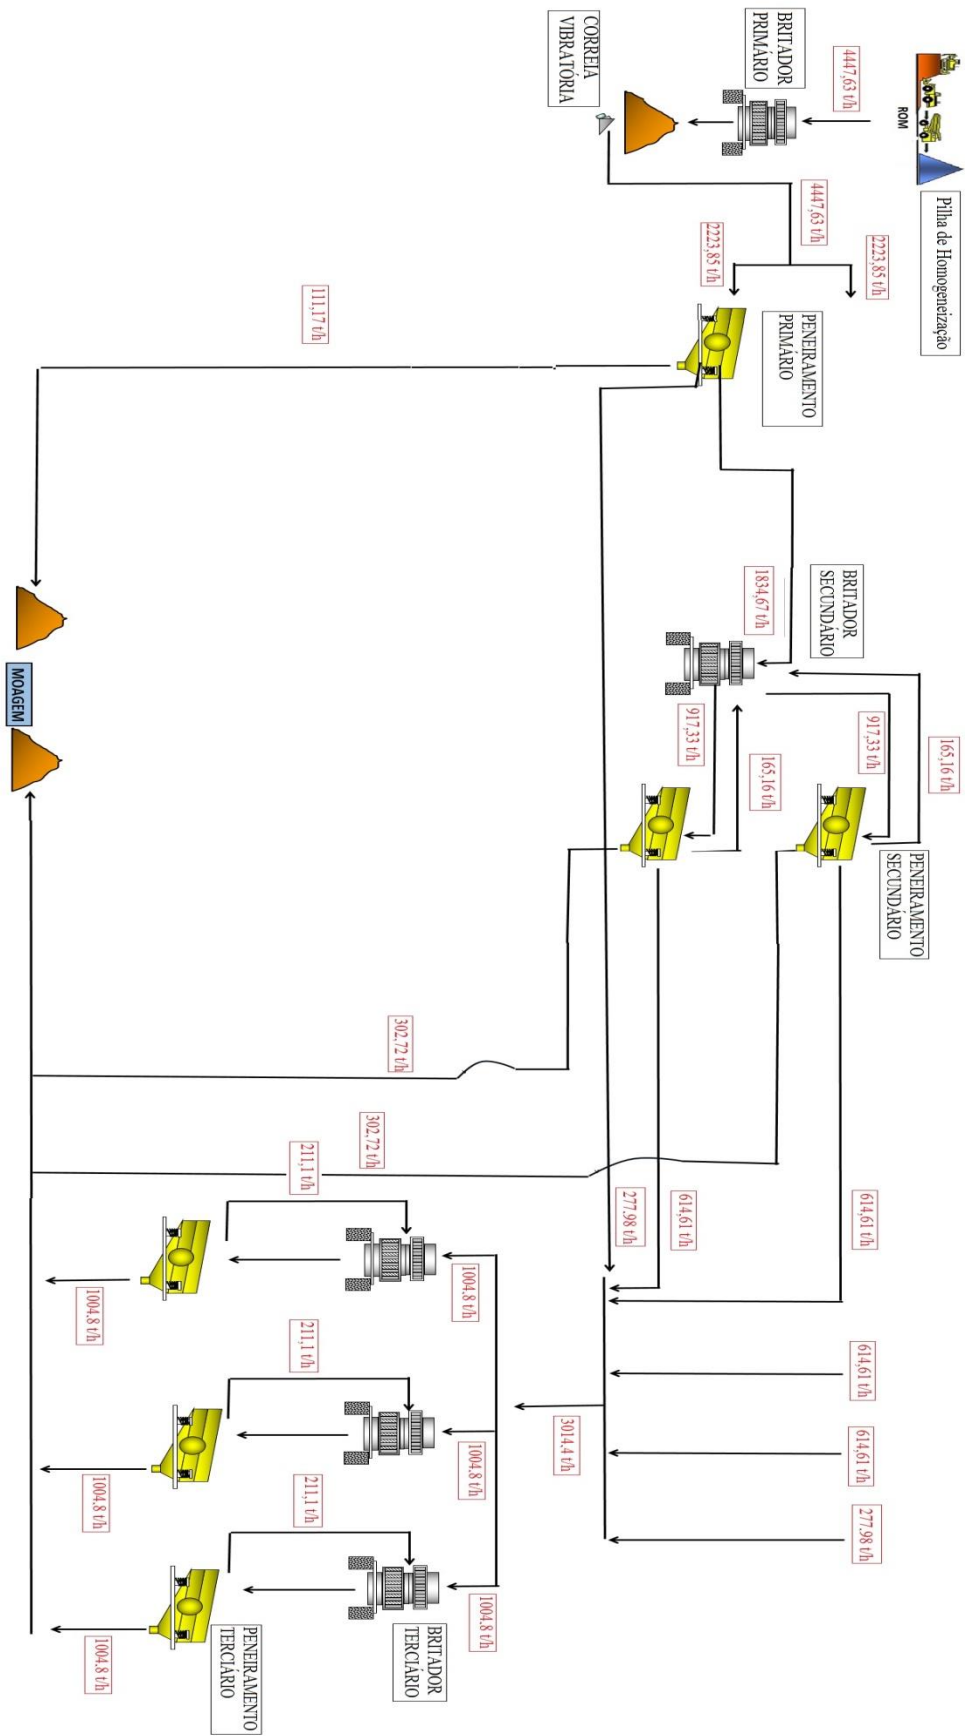 ROM
Pilha de Homogeneização
4447,63 t/h
BRITADOR
PRIMÁRIO
CORREIA
VIBRATÓRIA
4447,63 t/h
2223,85 t/h
2223,85 t/h
PENEIRAMENTO
PRIMÁRIO
111,17 t/h
BRITADOR
SECUNDÁRIO
1834,67 t/h
165,16 t/h
917,33 t/h
165,16 t/h
917,33 t/h
PENEIRAMENTO
SECUNDÁRIO
MOAGEM
302,72 t/h
302,72 t/h
614,61 t/h
614,61 t/h
277.98 t/h
614,61 t/h
614,61 t/h
277.98 t/h
3014.4 t/h
1004.8 t/h
1004.8 t/h
1004.8 t/h
211,1 t/h
211,1 t/h
211,1 t/h
BRITADOR
TERCIÁRIO
PENEIRAMENTO
TERCIÁRIO
1004.8 t/h
1004.8 t/h
1004.8 t/h